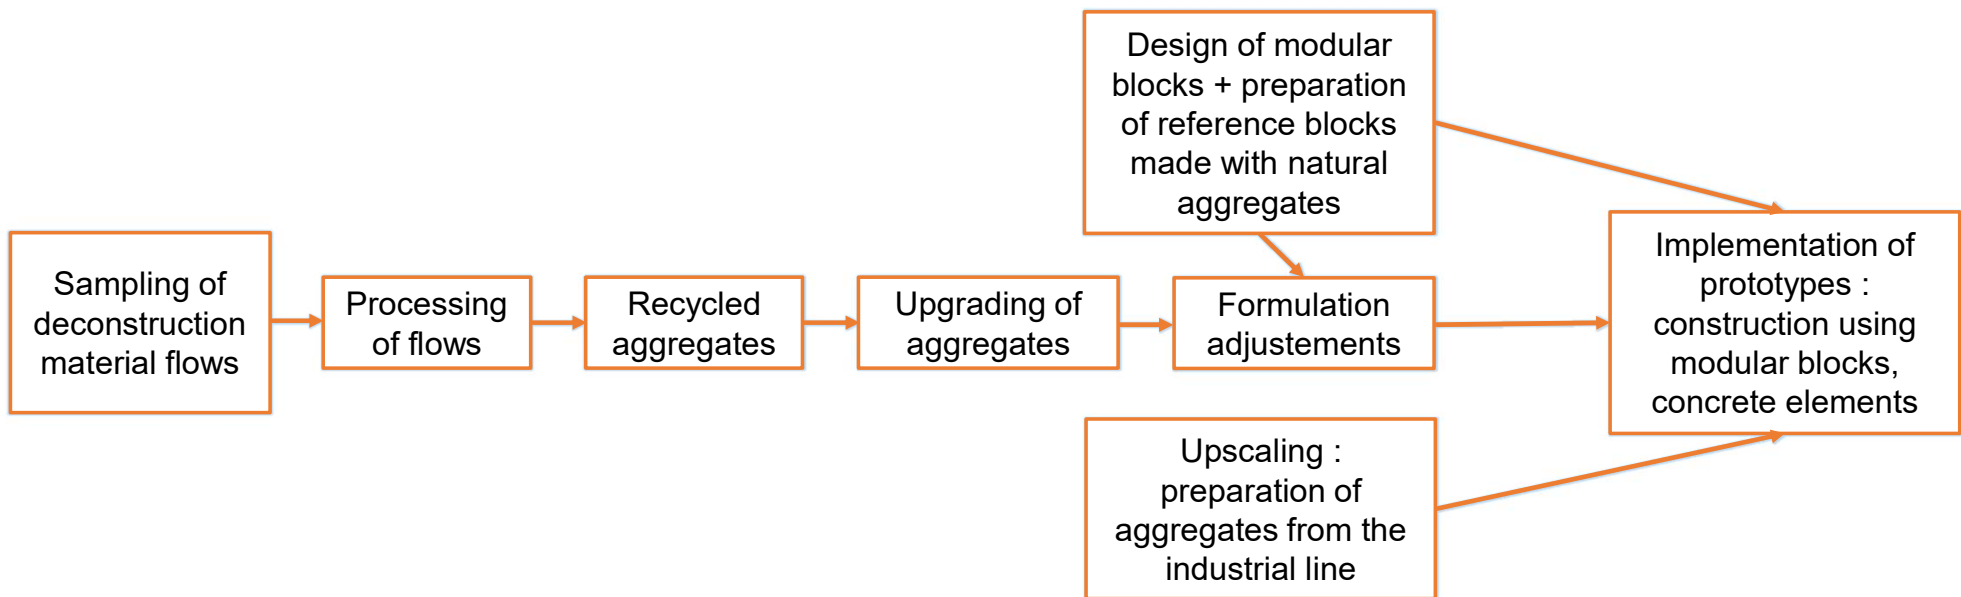 Design of modular
blocks + preparation
of reference blocks
made with natural
aggregates
Sampling of
deconstruction
material flows
Processing
of flows
Recycled
aggregates
Upgrading of
aggregates
Formulation
adjustements
Implementation of
prototypes :
construction using
modular blocks,
concrete elements
Upscaling :
preparation of
aggregates from the
industrial line